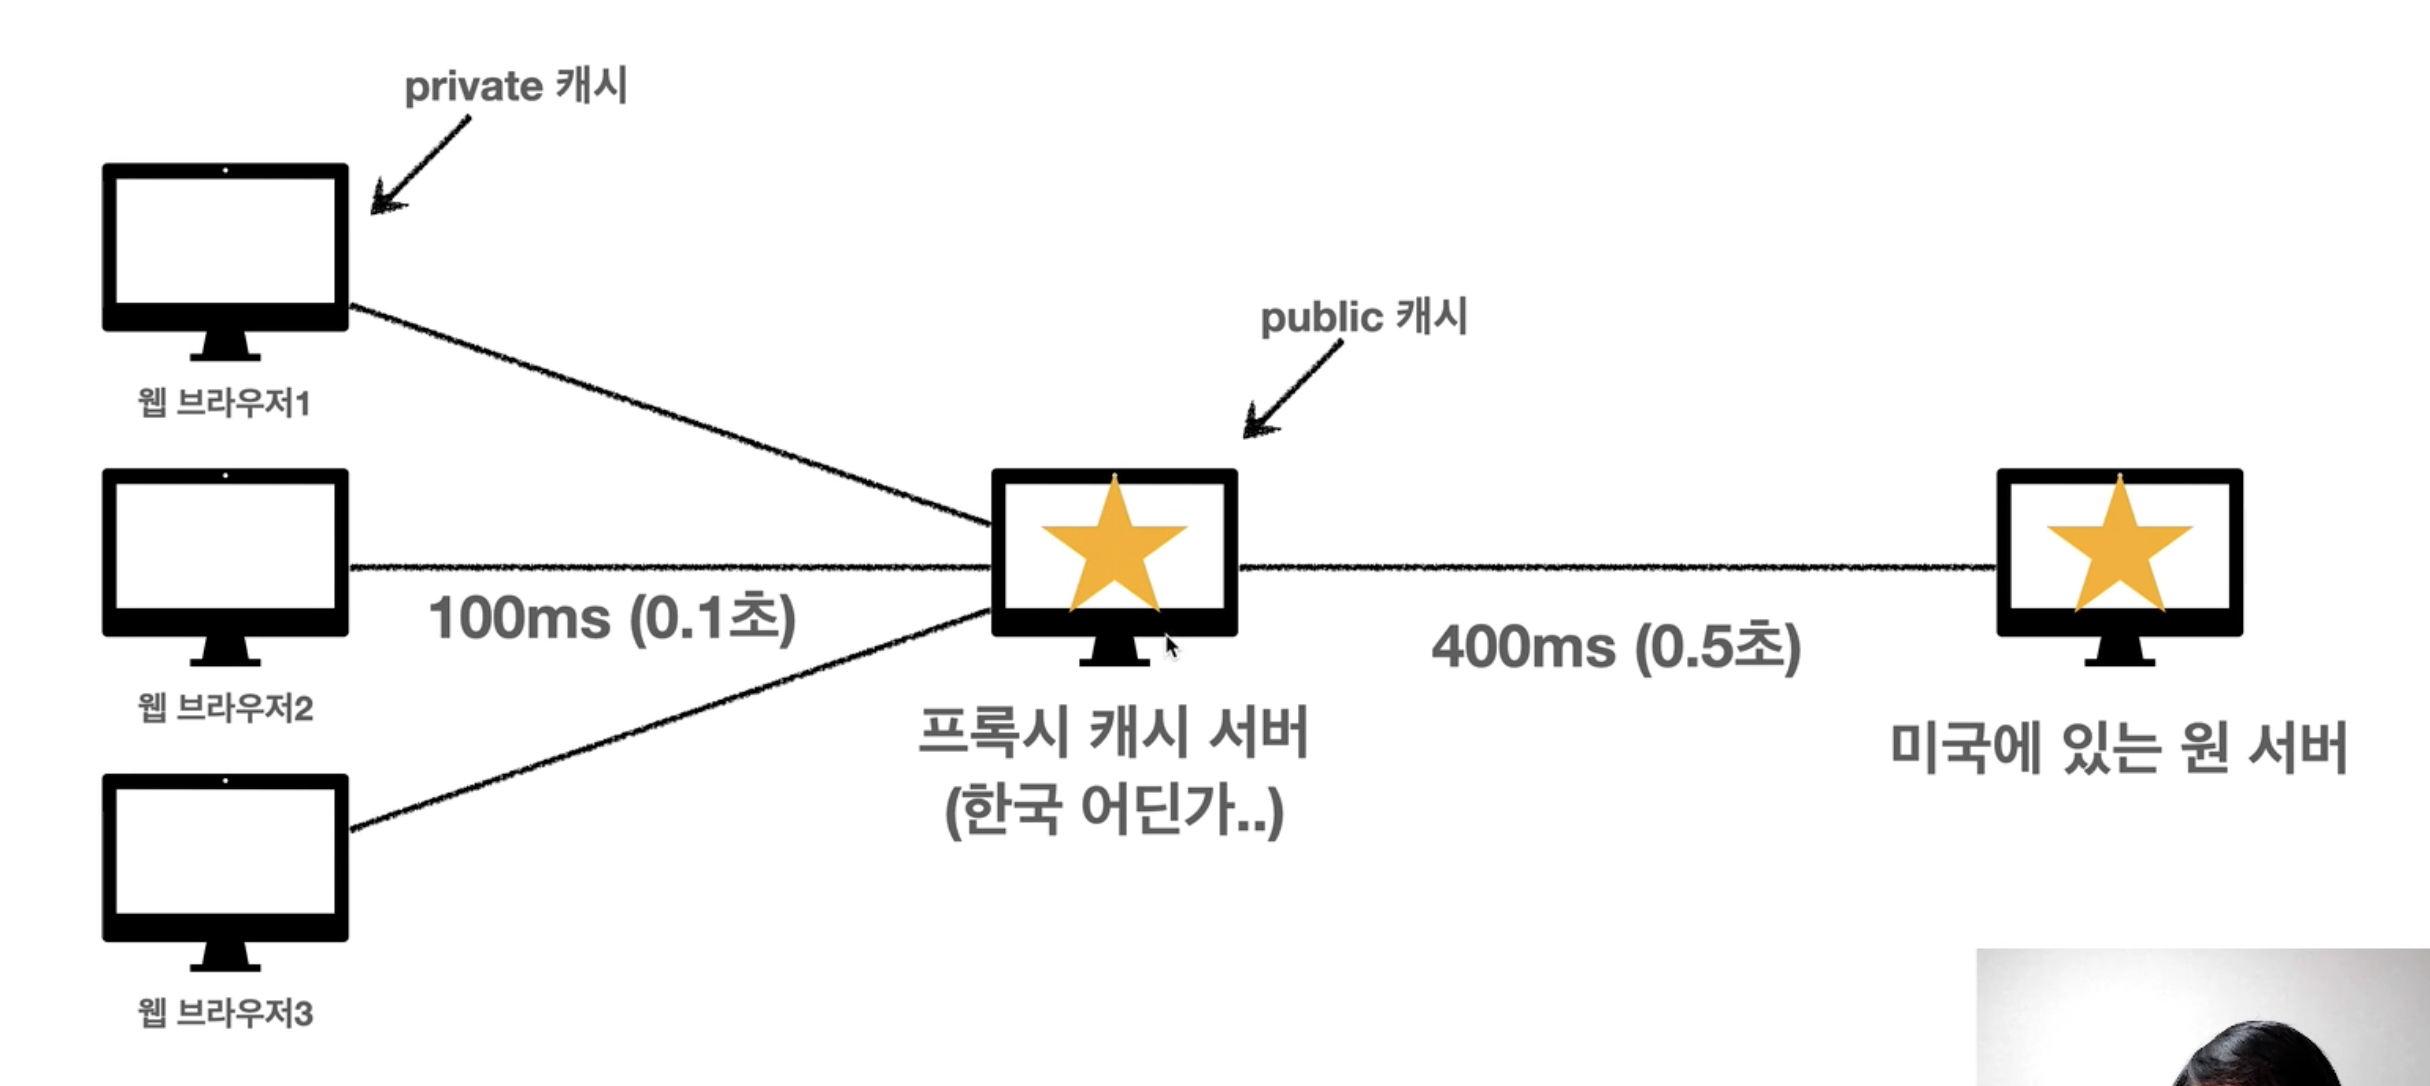 private 캐시
웹 브라우저1
public 캐시
100ms (0.1초)
400ms (0.5초)
웹 브라우저2
프록시 캐시 서버
(한국 어딘가..)
미국에 있는 원 서버
웹 브라우저3